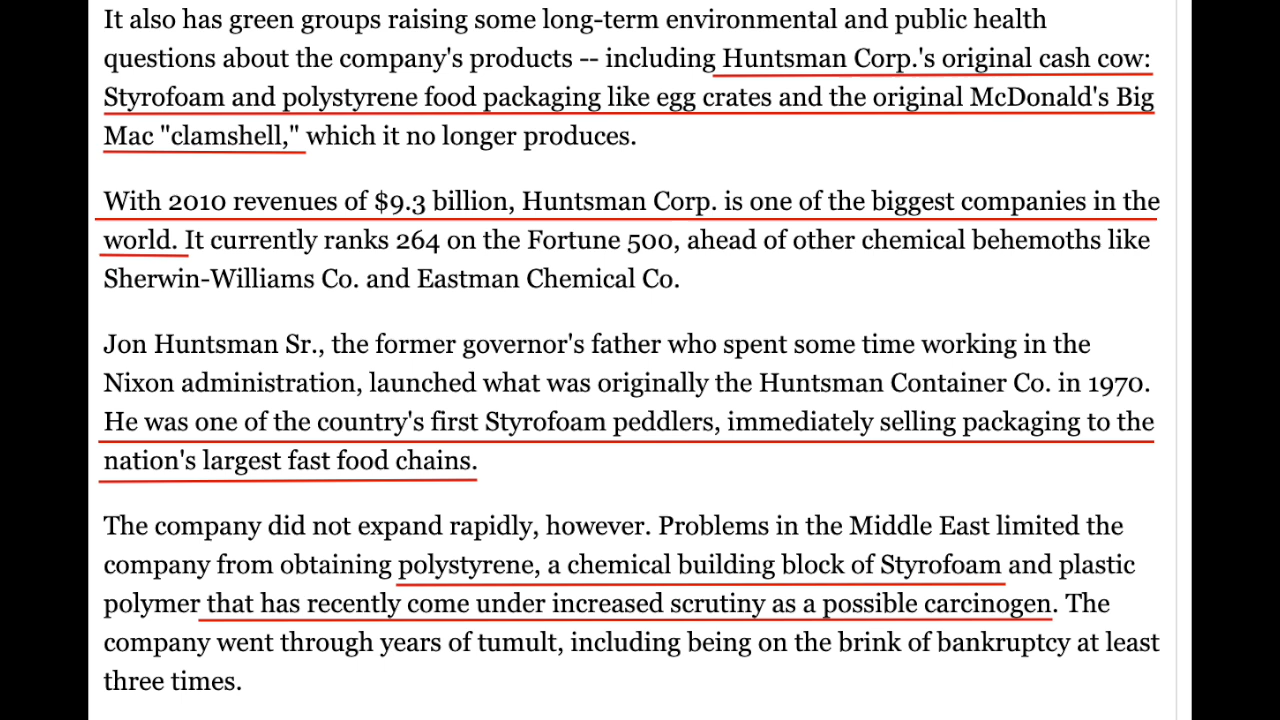 It also has green groups raising some long-term environmental and public health
questions about the company's products -- including Huntsman Corp.'s original cash cow:
Styrofoam and polystyrene food packaging like egg crates and the original McDonald's Big
Mac "clamshell," which it no longer produces.
With 2010 revenues of $9.3 billion, Huntsman Corp. is one of the biggest companies in the
world. It currently ranks 264 on the Fortune 500, ahead of other chemical behemoths like
Sherwin-Williams Co. and Eastman Chemical Co.
Jon Huntsman Sr., the former governor's father who spent some time working in the
Nixon administration, launched what was originally the Huntsman Container Co. in 1970.
He was one of the country's first Styrofoam peddlers, immediately selling packaging to the
nation's largest fast food chains.
The company did not expand rapidly, however. Problems in the Middle East limited the
company from obtaining polystyrene, a chemical building block of Styrofoam and plastic
polymer that has recently come under increased scrutiny as a possible carcinogen. The
company went through years of tumult, including being on the brink of bankruptcy at least
three times.